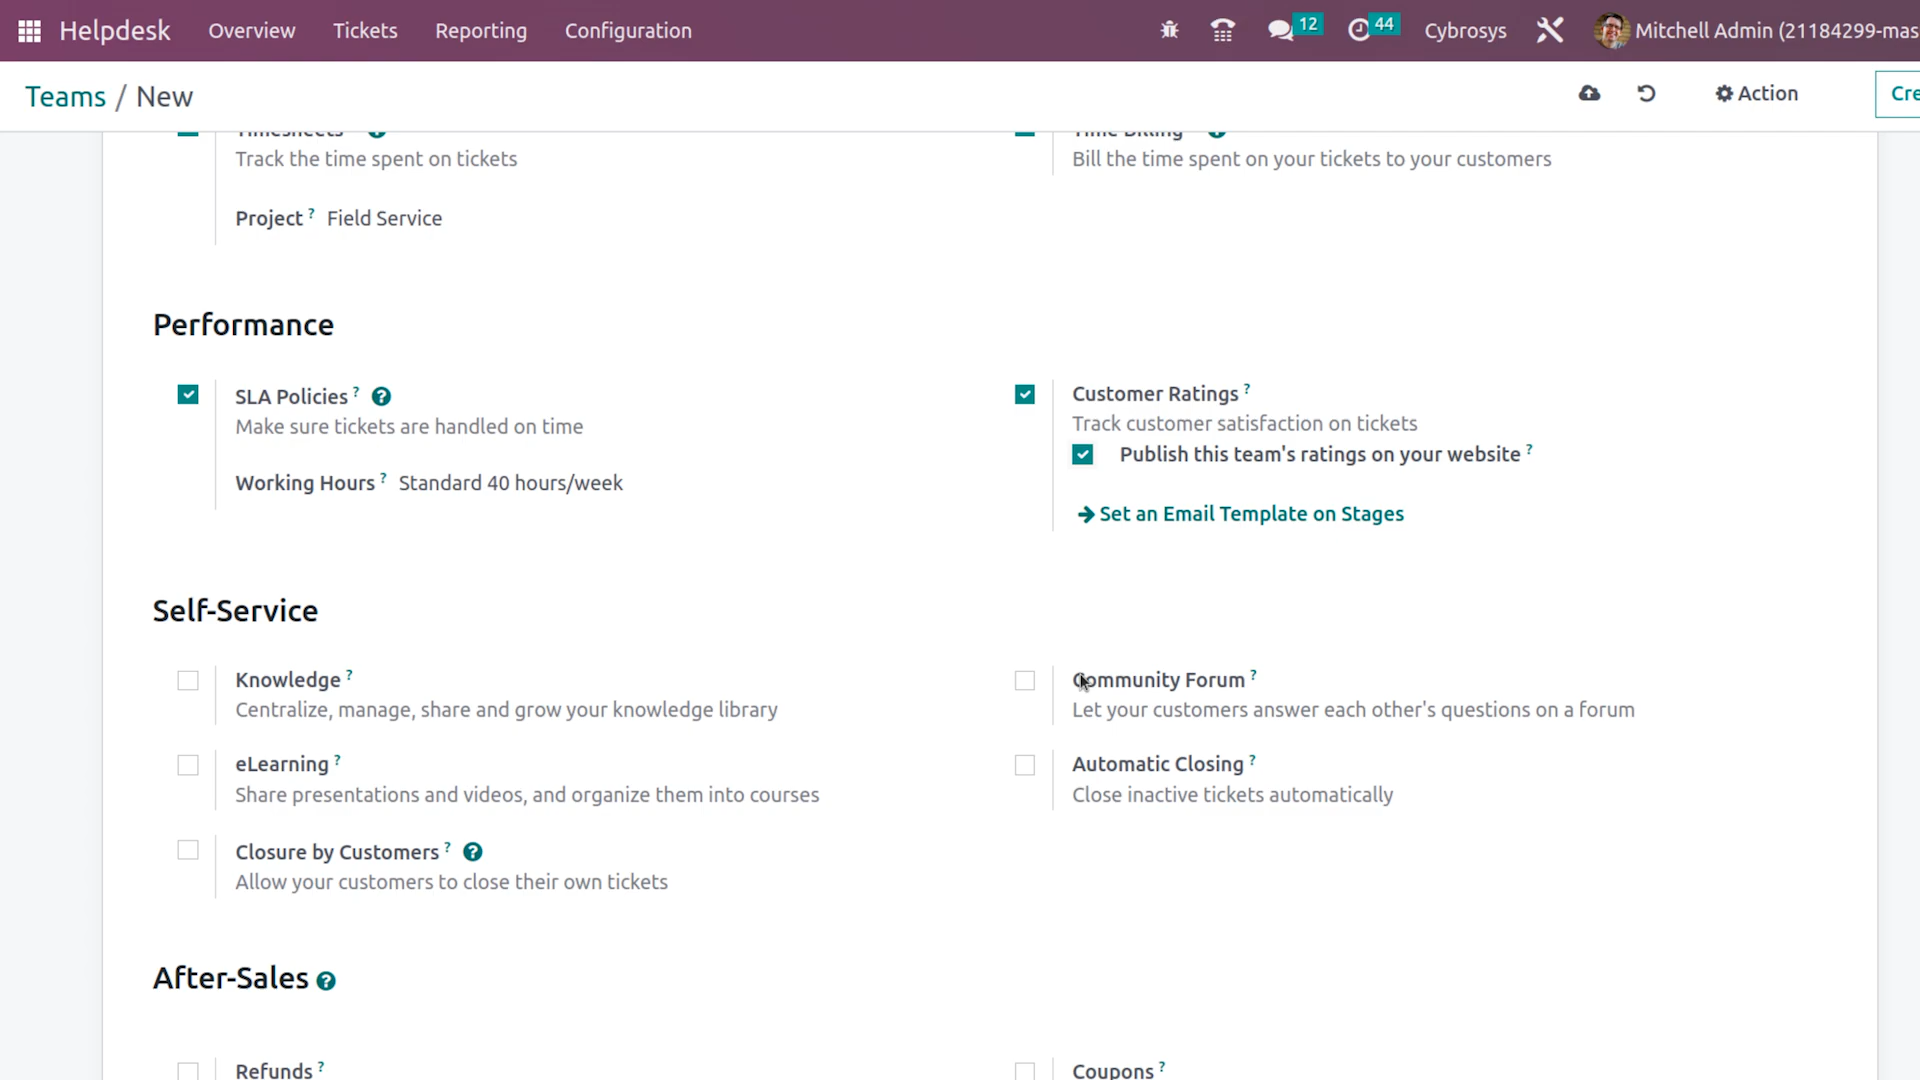 Helpdesk Overview Tickets Reporting Configuration 12 44 Cybrosys Mitchell Admin (21184299-mas
Teams / New Action Cre
Timesheets ? Time Billing ?
Track the time spent on tickets Bill the time spent on your tickets to your customers
Project ? Field Service
Performance
SLA Policies ? ? Customer Ratings ?
Make sure tickets are handled on time Track customer satisfaction on tickets
Publish this team's ratings on your website ?
Working Hours ? Standard 40 hours/week
Set an Email Template on Stages
Self-Service
Knowledge ? Community Forum ?
Centralize, manage, share and grow your knowledge library Let your customers answer each other's questions on a forum
eLearning ? Automatic Closing ?
Share presentations and videos, and organize them into courses Close inactive tickets automatically
Closure by Customers ? ?
Allow your customers to close their own tickets
After-Sales ?
Refunds ? Coupons ?